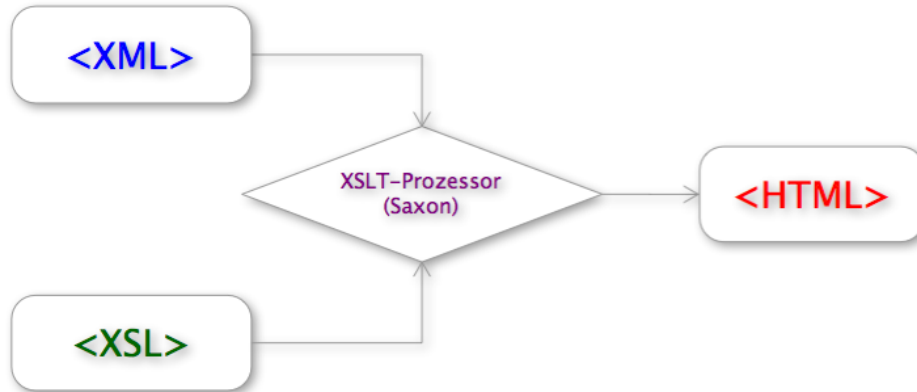 <XML>
XSLT-Prozessor
(Saxon)
<HTML>
<XSL>